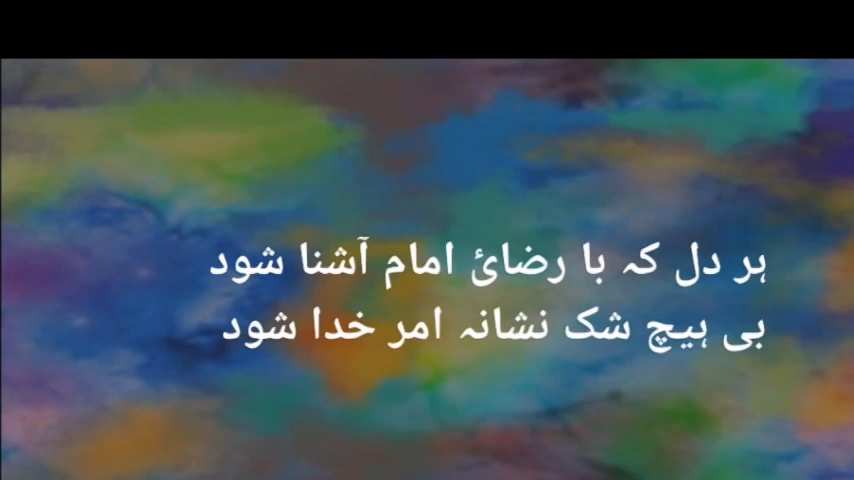 ہر دل کہ با رضائ امام آشنا شود
بی ہیچ شک نشانہ امر خدا شود